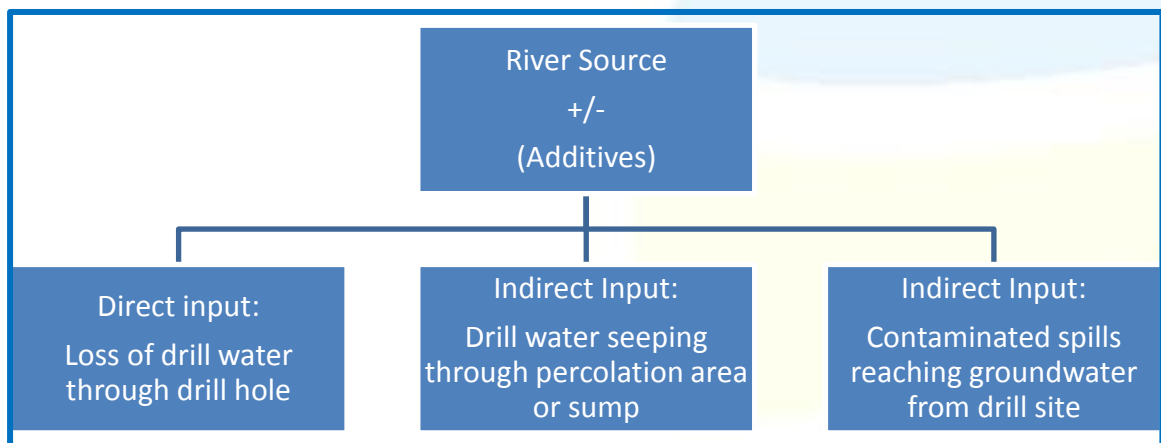 River Source
+/-
(Additives)
Direct input:
Loss of drill water
through drill hole
Indirect Input:
Drill water seeping
through percolation area
or sump
Indirect Input:
Contaminated spills
reaching groundwater
from drill site